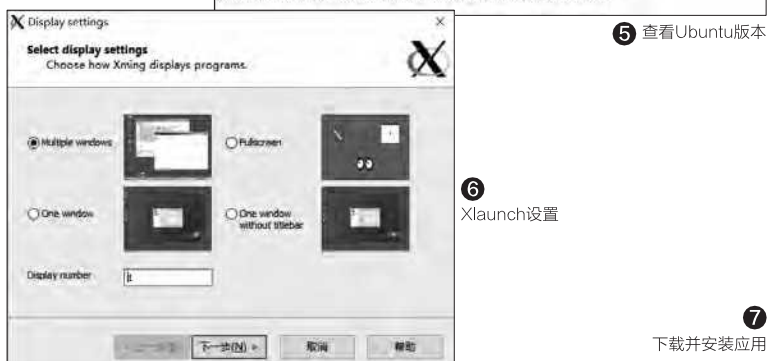 Display settings
⑤ 查看Ubuntu版本
Select display settings
Choose how Xming displays programs.
Multiple windows
Fullscreen
⑥
Xlaunch设置
One window
One window without titlebar
Display number
⑦
下一步(N) >
取消
帮助
下载并安装应用